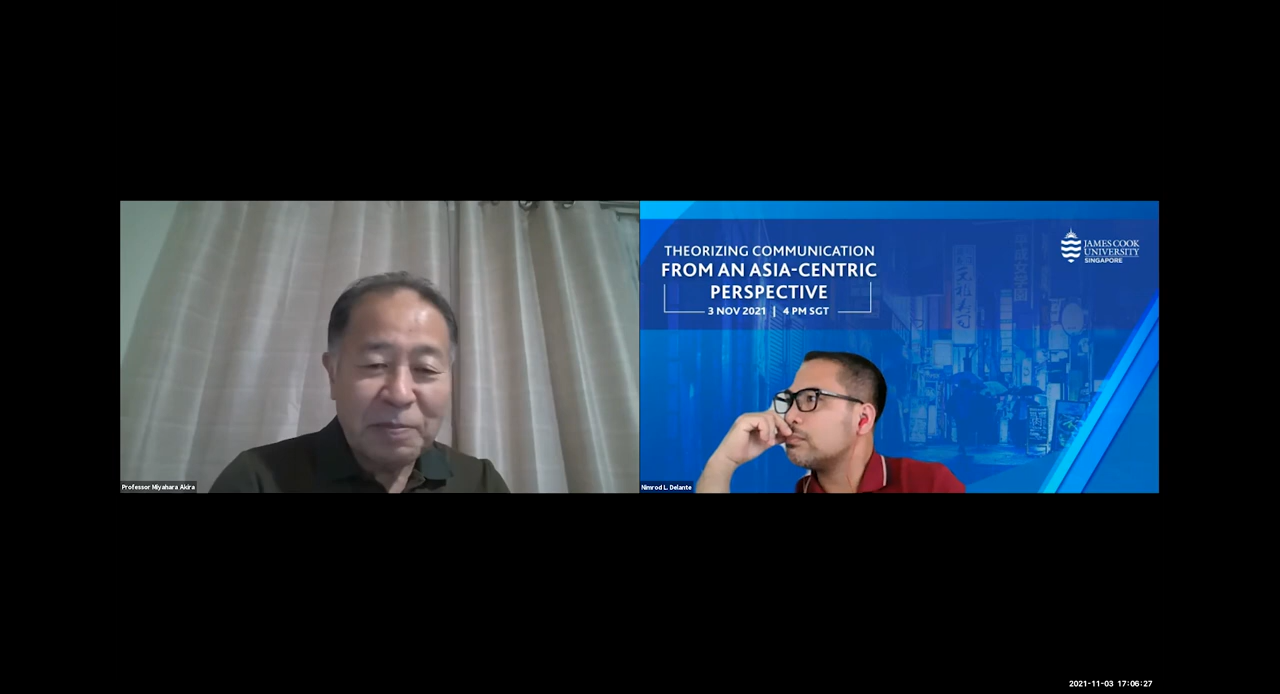 THEORIZING COMMUNICATION
FROM AN ASIA-CENTRIC
PERSPECTIVE
3 NOV 2021 | 4 PM SGT
JAMES COOK
UNIVERSITY
SINGAPORE
Professor Miyahara Akira
Nimrod L. Delante
2021-11-03 17:06:27